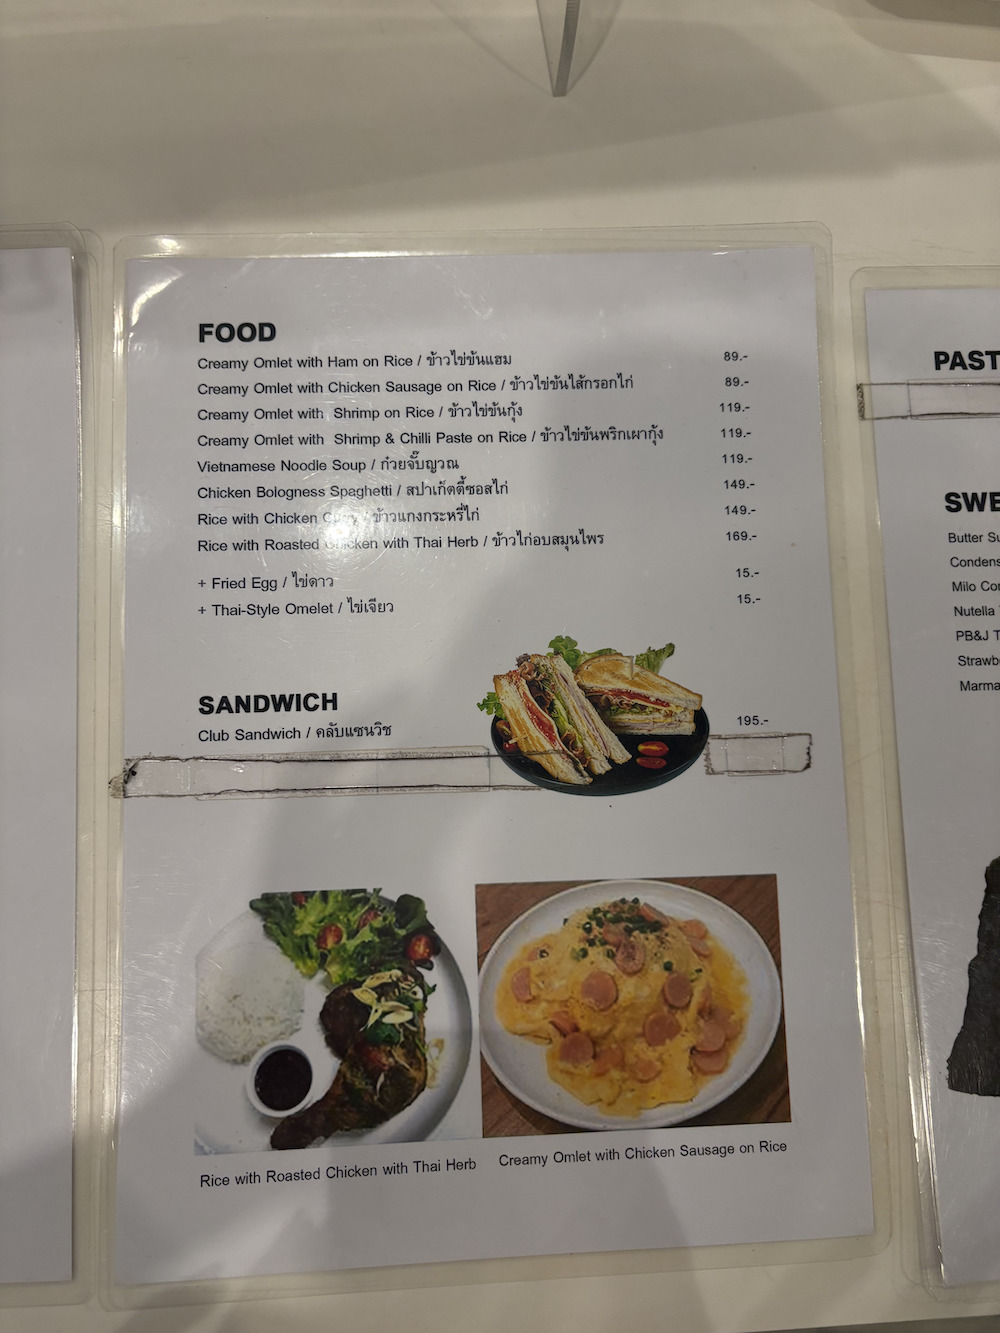 FOOD
Creamy Omlet with Ham on Rice / ข้าวไข่ข้นแฮม 89.-
Creamy Omlet with Chicken Sausage on Rice / ข้าวไข่ข้นไส้กรอกไก่ 89.-
Creamy Omlet with Shrimp on Rice / ข้าวไข่ข้นกุ้ง 119.-
Creamy Omlet with Shrimp & Chilli Paste on Rice / ข้าวไข่ข้นพริกเผากุ้ง 119.-
Vietnamese Noodle Soup / ก๋วยจั๊บญวณ 119.-
Chicken Bologness Spaghetti / สปาเก็ตตี้ซอสไก่ 149.-
Rice with Chicken Curry / ข้าวแกงกระหรี่ไก่ 149.-
Rice with Roasted Chicken with Thai Herb / ข้าวไก่อบสมุนไพร 169.-
+ Fried Egg / ไข่ดาว 15.-
+ Thai-Style Omelet / ไข่เจียว 15.-
SANDWICH
Club Sandwich / คลับแซนวิช 195.-
Rice with Roasted Chicken with Thai Herb
Creamy Omlet with Chicken Sausage on Rice
PAST
SWE
Butter Su
Condens
Milo Co
Nutella
PB&J T
Strawb
Marma